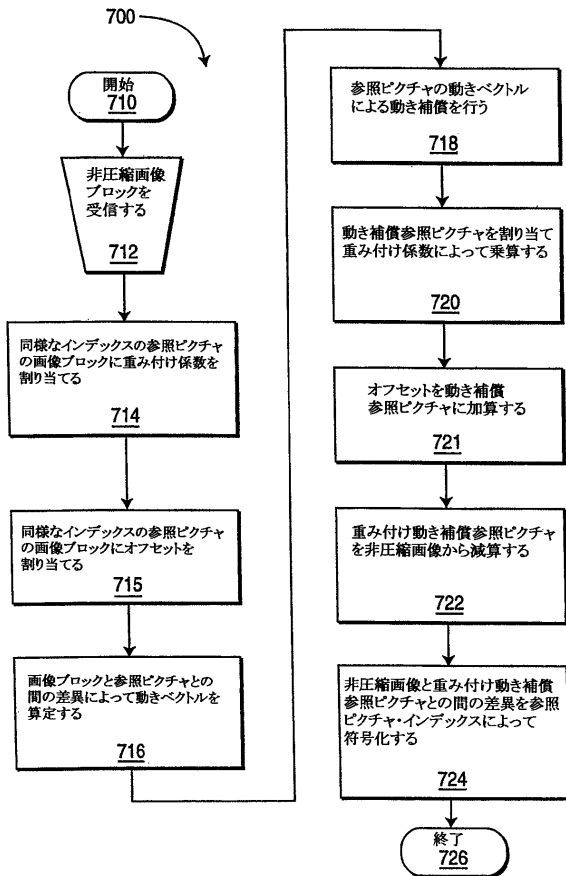 700
開始
710
非圧縮画像
ブロックを
受信する
712
同様なインデックスの参照ピクチャ
の画像ブロックに重み付け係数を
割り当てる
714
同様なインデックスの参照ピクチャ
の画像ブロックにオフセットを
割り当てる
715
画像ブロックと参照ピクチャとの
間の差異によって動きベクトルを
算定する
716
参照ピクチャの動きベクトル
による動き補償を行う
718
動き補償参照ピクチャを割り当て
重み付け係数によって乗算する
720
オフセットを動き補償
参照ピクチャに加算する
721
重み付け動き補償参照ピクチャ
を非圧縮画像から減算する
722
非圧縮画像と重み付け動き補償
参照ピクチャとの間の差異を参照
ピクチャ・インデックスによって
符号化する
724
終了
726